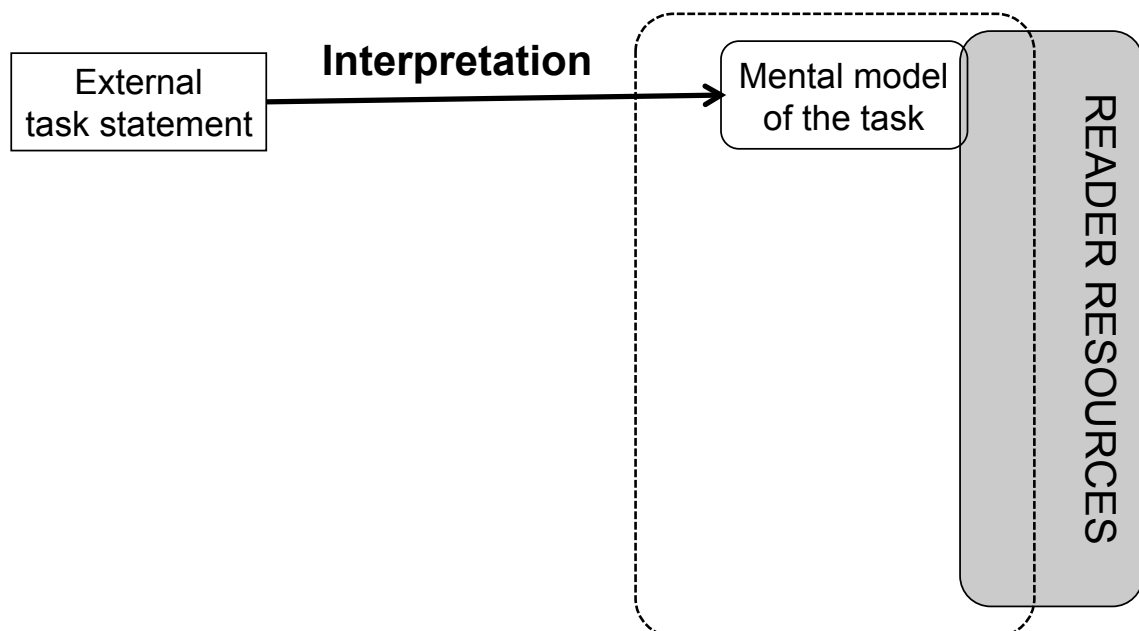 External
task statement
Interpretation
Mental model
of the task
READER RESOURCES